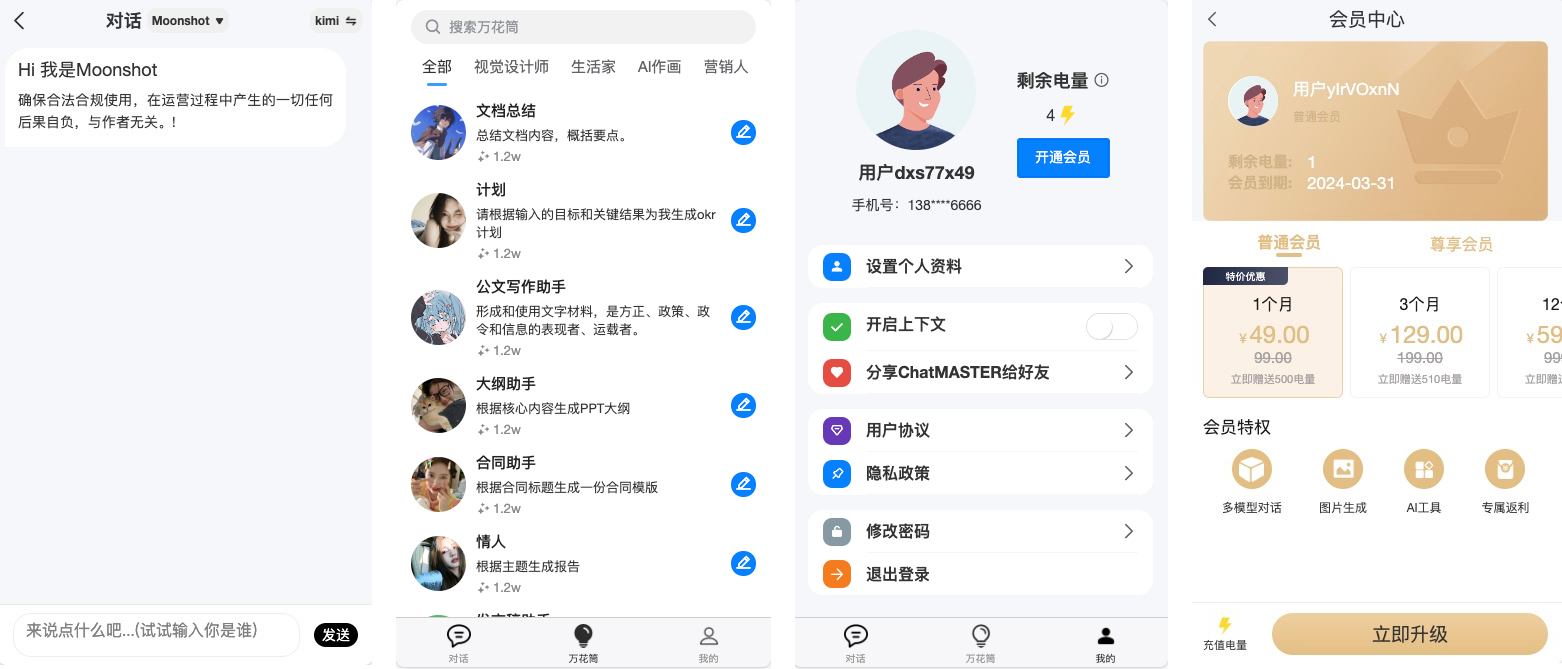 对话 Moonshot ▼ kimi
Hi 我是Moonshot
确保合法合规使用，在运营过程中产生的一切任何
后果自负，与作者无关。!
来说点什么吧...(试试输入你是谁)
发送
搜索万花筒
全部 视觉设计师 生活家 AI作画 营销人
文档总结
总结文档内容，概括要点。
1.2w
计划
请根据输入的目标和关键结果为我生成okr
计划
1.2w
公文写作助手
形成和使用文字材料，是方正、政策、政
令和信息的表现者、运载者。
1.2w
大纲助手
根据核心内容生成PPT大纲
1.2w
合同助手
根据合同标题生成一份合同模版
1.2w
情人
根据主题生成报告
1.2w
对话 万花筒 我的
剩余电量
4
开通会员
用户dxs77x49
手机号：138****6666
设置个人资料
开启上下文
分享ChatMASTER给好友
用户协议
隐私政策
修改密码
退出登录
对话 万花筒 我的
会员中心
用户ylrVOxnN
普通会员
剩余电量： 1
会员到期： 2024-03-31
普通会员 尊享会员
特价优惠
1个月
¥49.00
99.00
立即赠送500电量
3个月
¥129.00
199.00
立即赠送510电量
会员特权
多模型对话 图片生成 AI工具 专属返利
充值电量
立即升级